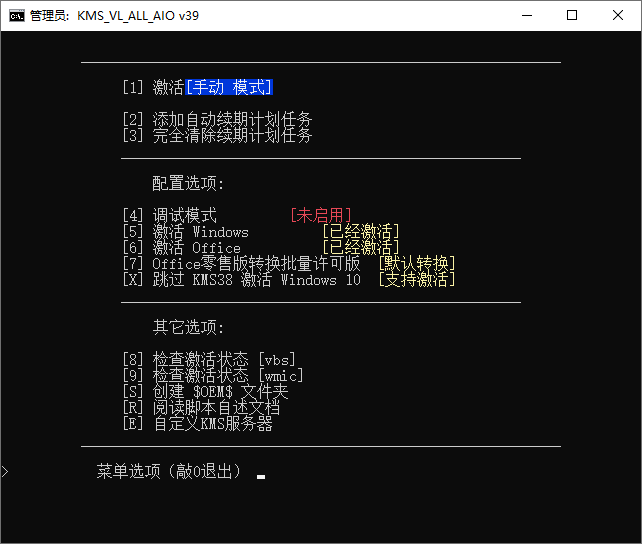 管理员: KMS_VL_ALL_AIO v39
[1] 激活[手动 模式]
[2] 添加自动续期计划任务
[3] 完全清除续期计划任务
配置选项:
[4] 调试模式 [未启用]
[5] 激活 Windows [已经激活]
[6] 激活 Office [已经激活]
[7] Office零售版转换批量许可版 [默认转换]
[X] 跳过 KMS38 激活 Windows 10 [支持激活]
其它选项:
[8] 检查激活状态 [vbs]
[9] 检查激活状态 [wmic]
[S] 创建 $OEM$ 文件夹
[R] 阅读脚本自述文档
[E] 自定义KMS服务器
> 菜单选项（敲0退出）